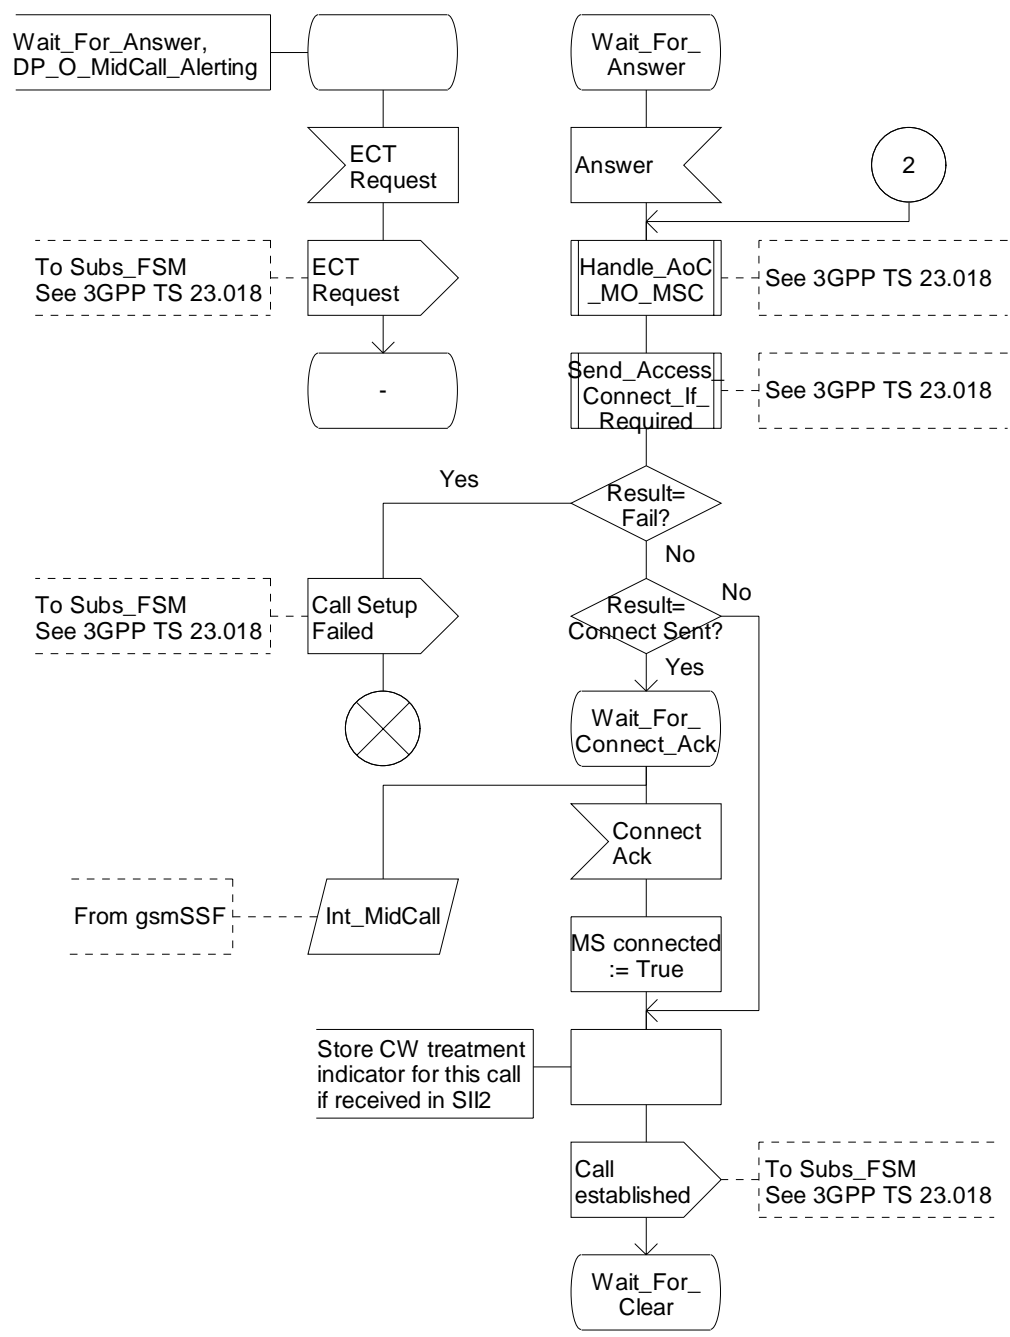 Wait_For_Answer,
DP_O_MidCall_Alerting
Wait_For_
Answer
ECT
Request
Answer
2
To Subs_FSM
See 3GPP TS 23.018
ECT
Request
Handle_AoC
_MO_MSC
See 3GPP TS 23.018
-
Send_Access_
Connect_If_
Required
See 3GPP TS 23.018
Yes
Result=
Fail?
No
To Subs_FSM
See 3GPP TS 23.018
Call Setup
Failed
Result=
Connect Sent?
No
Yes
Wait_For_
Connect_Ack
Connect
Ack
From gsmSSF
Int_MidCall
MS connected
:= True
Store CW treatment
indicator for this call
if received in SII2
Call
established
To Subs_FSM
See 3GPP TS 23.018
Wait_For_
Clear